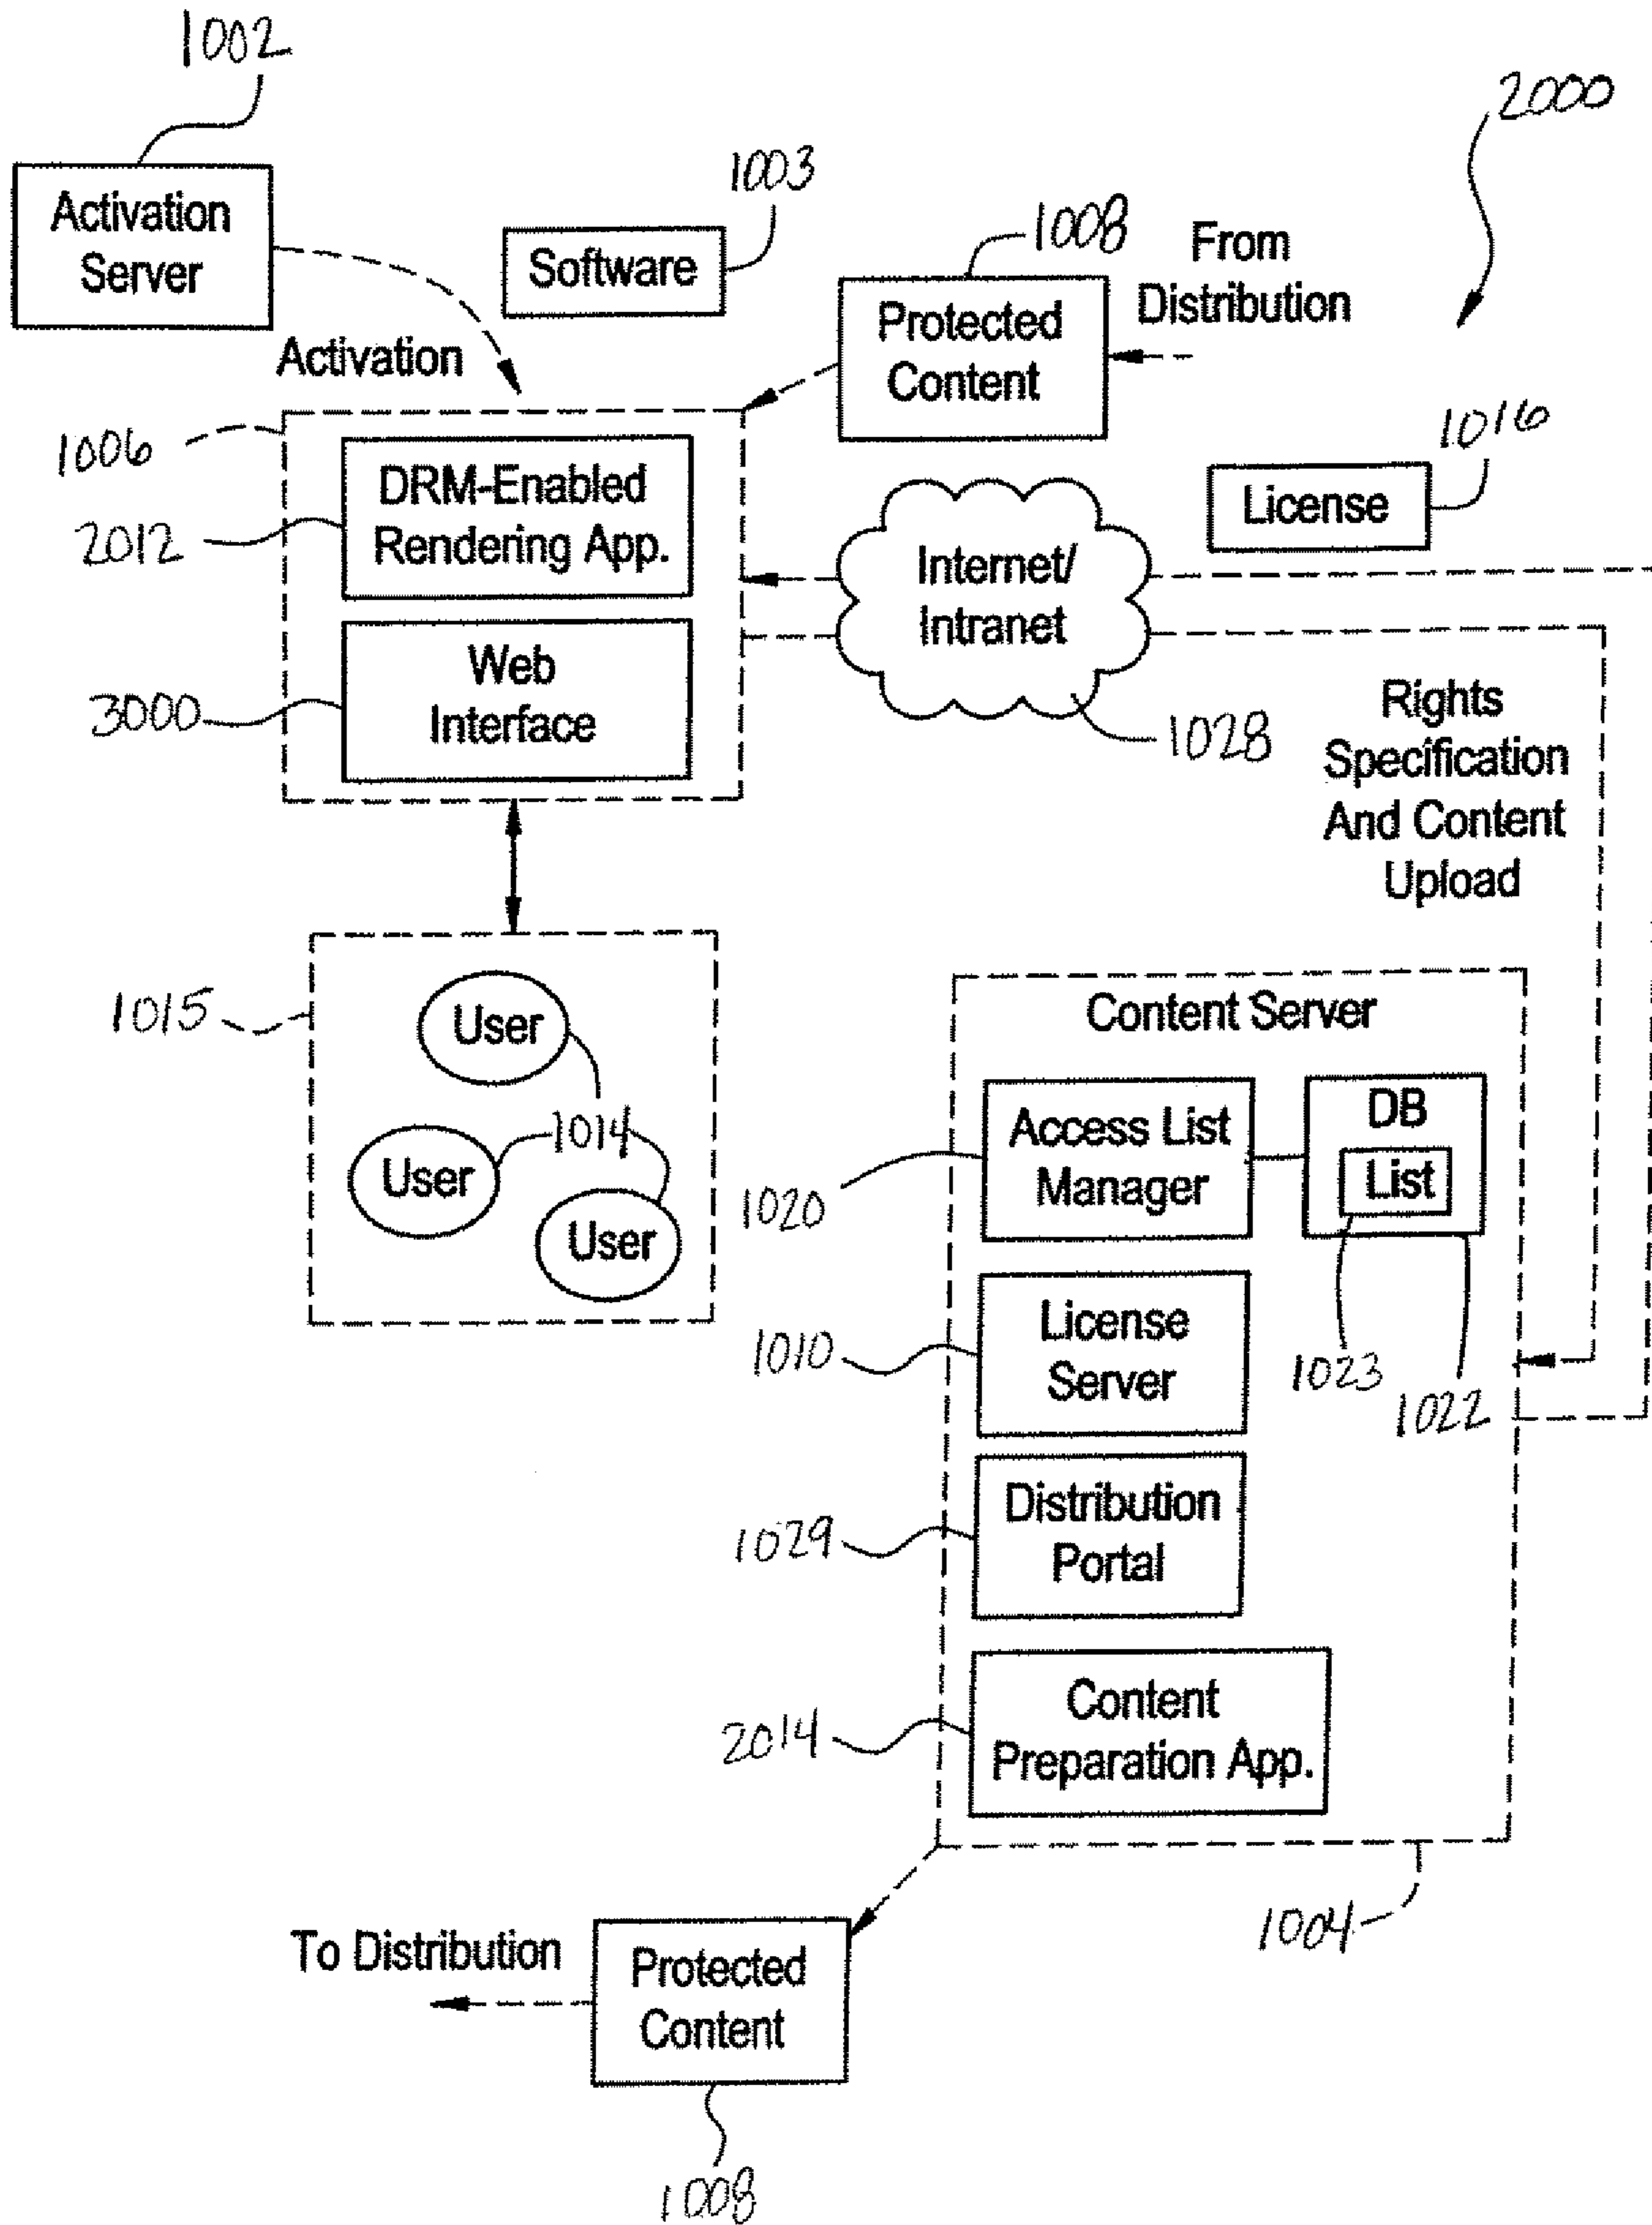 1002
2000
Activation
Server
1003
Software
1008
From
Distribution
Protected
Content
Activation
1016
License
1006
DRM-Enabled
Rendering App.
2012
Internet/
Intranet
Web
Interface
3000
1028
Rights
Specification
And Content
Upload
1015
User
1014
User
User
Content Server
Access List
Manager
DB
List
1020
License
Server
1010
1023
1022
Distribution
Portal
1029
Content
Preparation App.
2014
1004
To Distribution
Protected
Content
1008